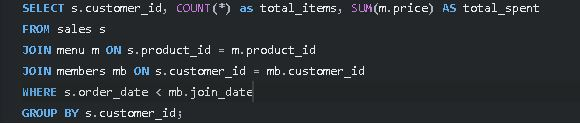 SELECT s.customer_id, COUNT(*) as total_items, SUM(m.price) AS total_spent
FROM sales s
JOIN menu m ON s.product_id = m.product_id
JOIN members mb ON s.customer_id = mb.customer_id
WHERE s.order_date < mb.join_date
GROUP BY s.customer_id;